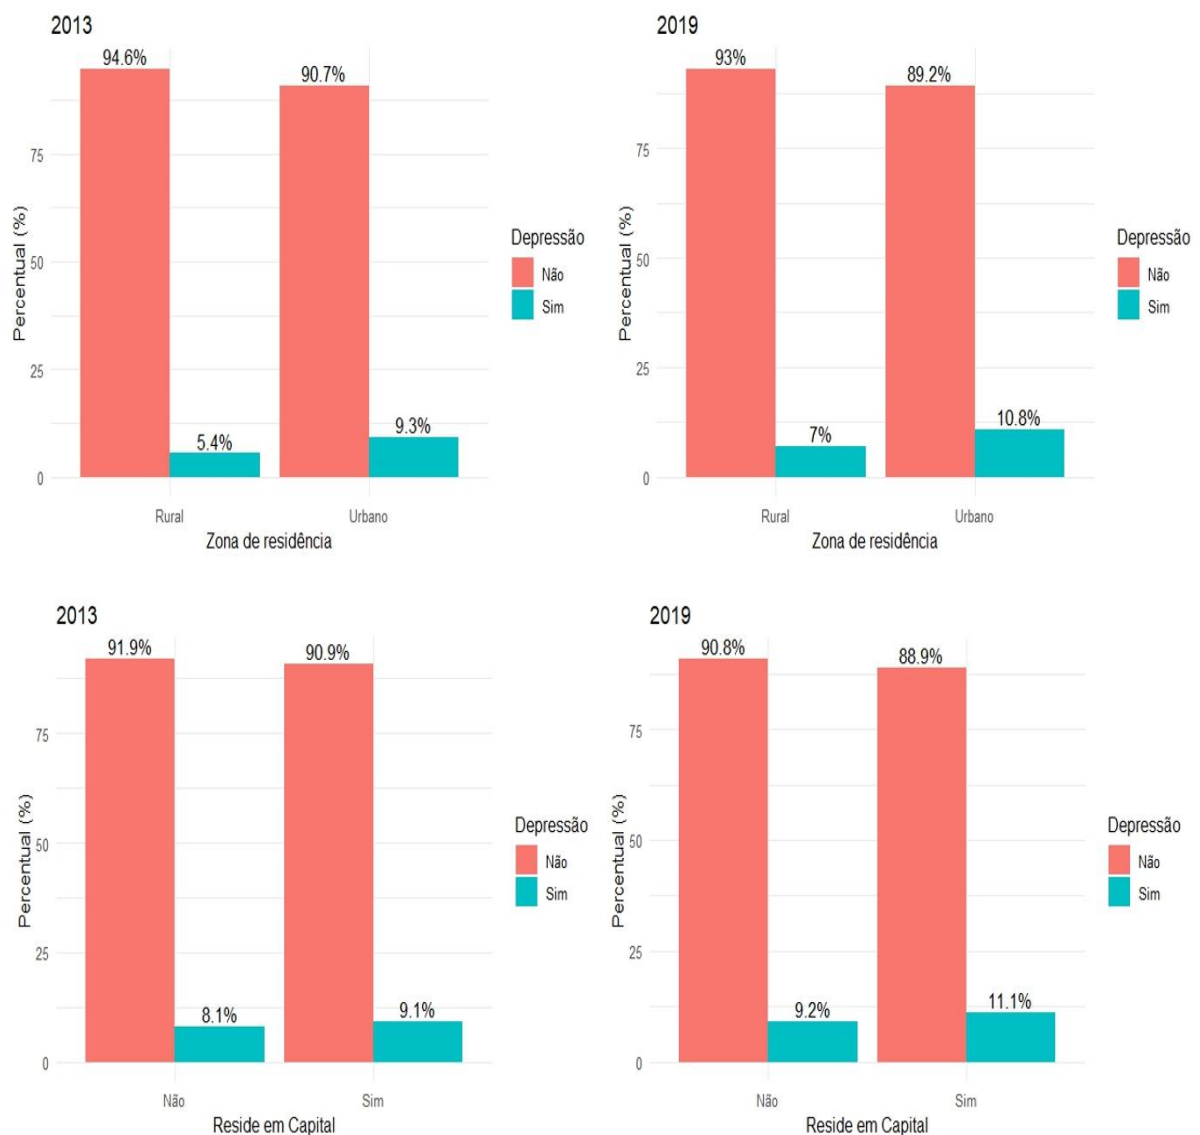 2013
94.6%
90.7%
75
50
25
0
5.4%
9.3%
Percentual (%)
Rural
Urbano
Zona de residência
Depressão
Não
Sim
2019
93%
89.2%
75
50
25
0
7%
10.8%
Percentual (%)
Rural
Urbano
Zona de residência
Depressão
Não
Sim
2013
91.9%
90.9%
75
50
25
0
8.1%
9.1%
Percentual (%)
Não
Sim
Reside em Capital
Depressão
Não
Sim
2019
90.8%
88.9%
75
50
25
0
9.2%
11.1%
Percentual (%)
Não
Sim
Reside em Capital
Depressão
Não
Sim